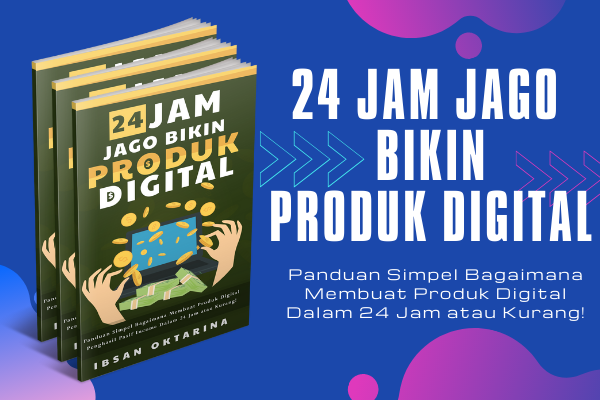 24 JAM
JAGO BIKIN
PRODUK
DIGITAL
Panduan Simpel Bagaimana Membuat Produk Digital
Penghasil Pasif Income Dalam 24 Jam atau Kurang!
IBSAN OKTARINA
24 JAM JAGO
BIKIN
PRODUK DIGITAL
Panduan Simpel Bagaimana
Membuat Produk Digital
Dalam 24 Jam atau Kurang!